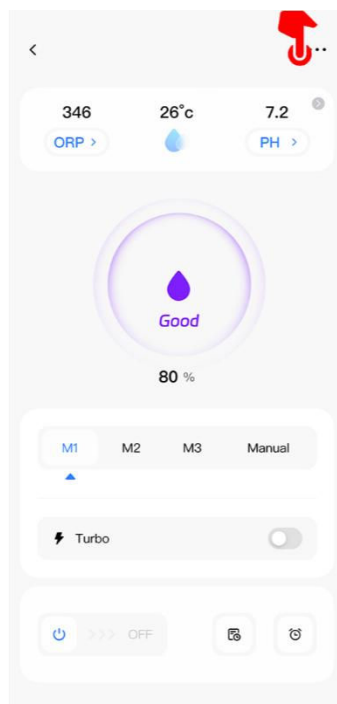 346 26°c 7.2
ORP > PH >
Good
80 %
M1 M2 M3 Manual
Turbo
>>> OFF